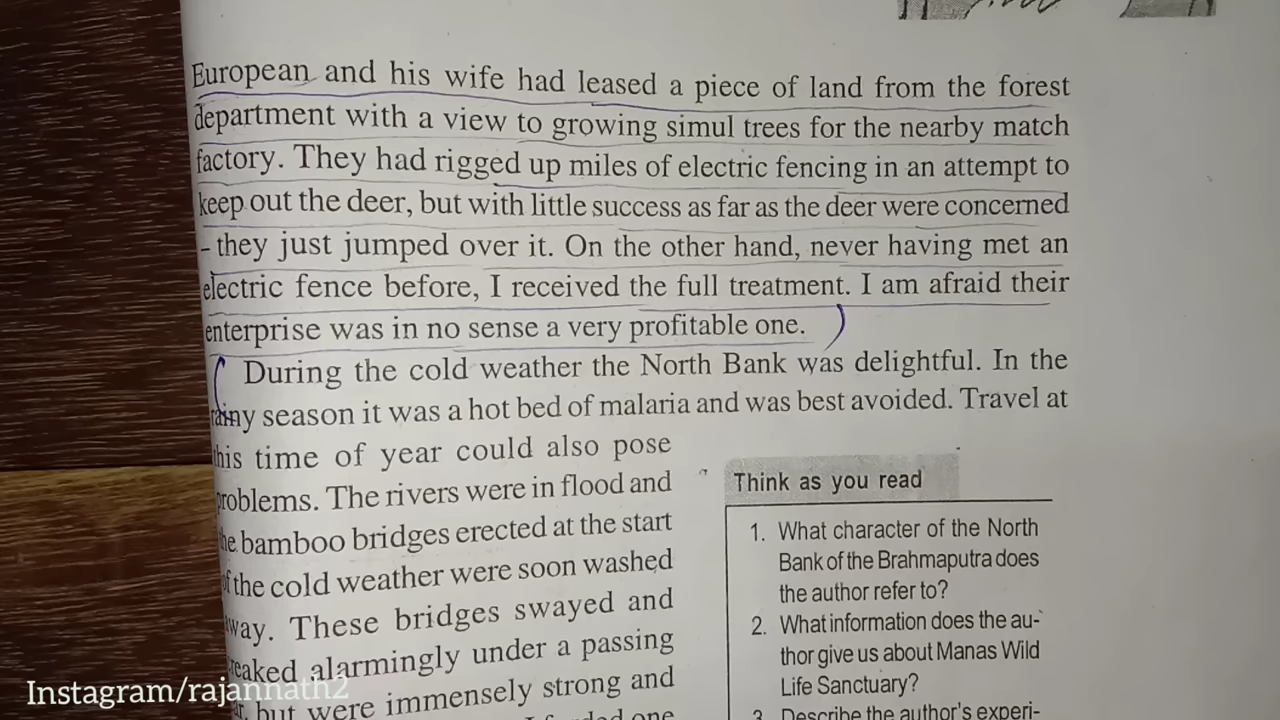 European and his wife had leased a piece of land from the forest
department with a view to growing simul trees for the nearby match
factory. They had rigged up miles of electric fencing in an attempt to
keep out the deer, but with little success as far as the deer were concerned
- they just jumped over it. On the other hand, never having met an
electric fence before, I received the full treatment. I am afraid their
enterprise was in no sense a very profitable one.
During the cold weather the North Bank was delightful. In the
rainy season it was a hot bed of malaria and was best avoided. Travel at
this time of year could also pose
problems. The rivers were in flood and
the bamboo bridges erected at the start
of the cold weather were soon washed
away. These bridges swayed and
creaked alarmingly under a passing
but were immensely strong and
one
Think as you read
1. What character of the North
Bank of the Brahmaputra does
the author refer to?
2. What information does the au-
thor give us about Manas Wild
Life Sanctuary?
3. Describe the author's experi-
Instagram/rajannath2